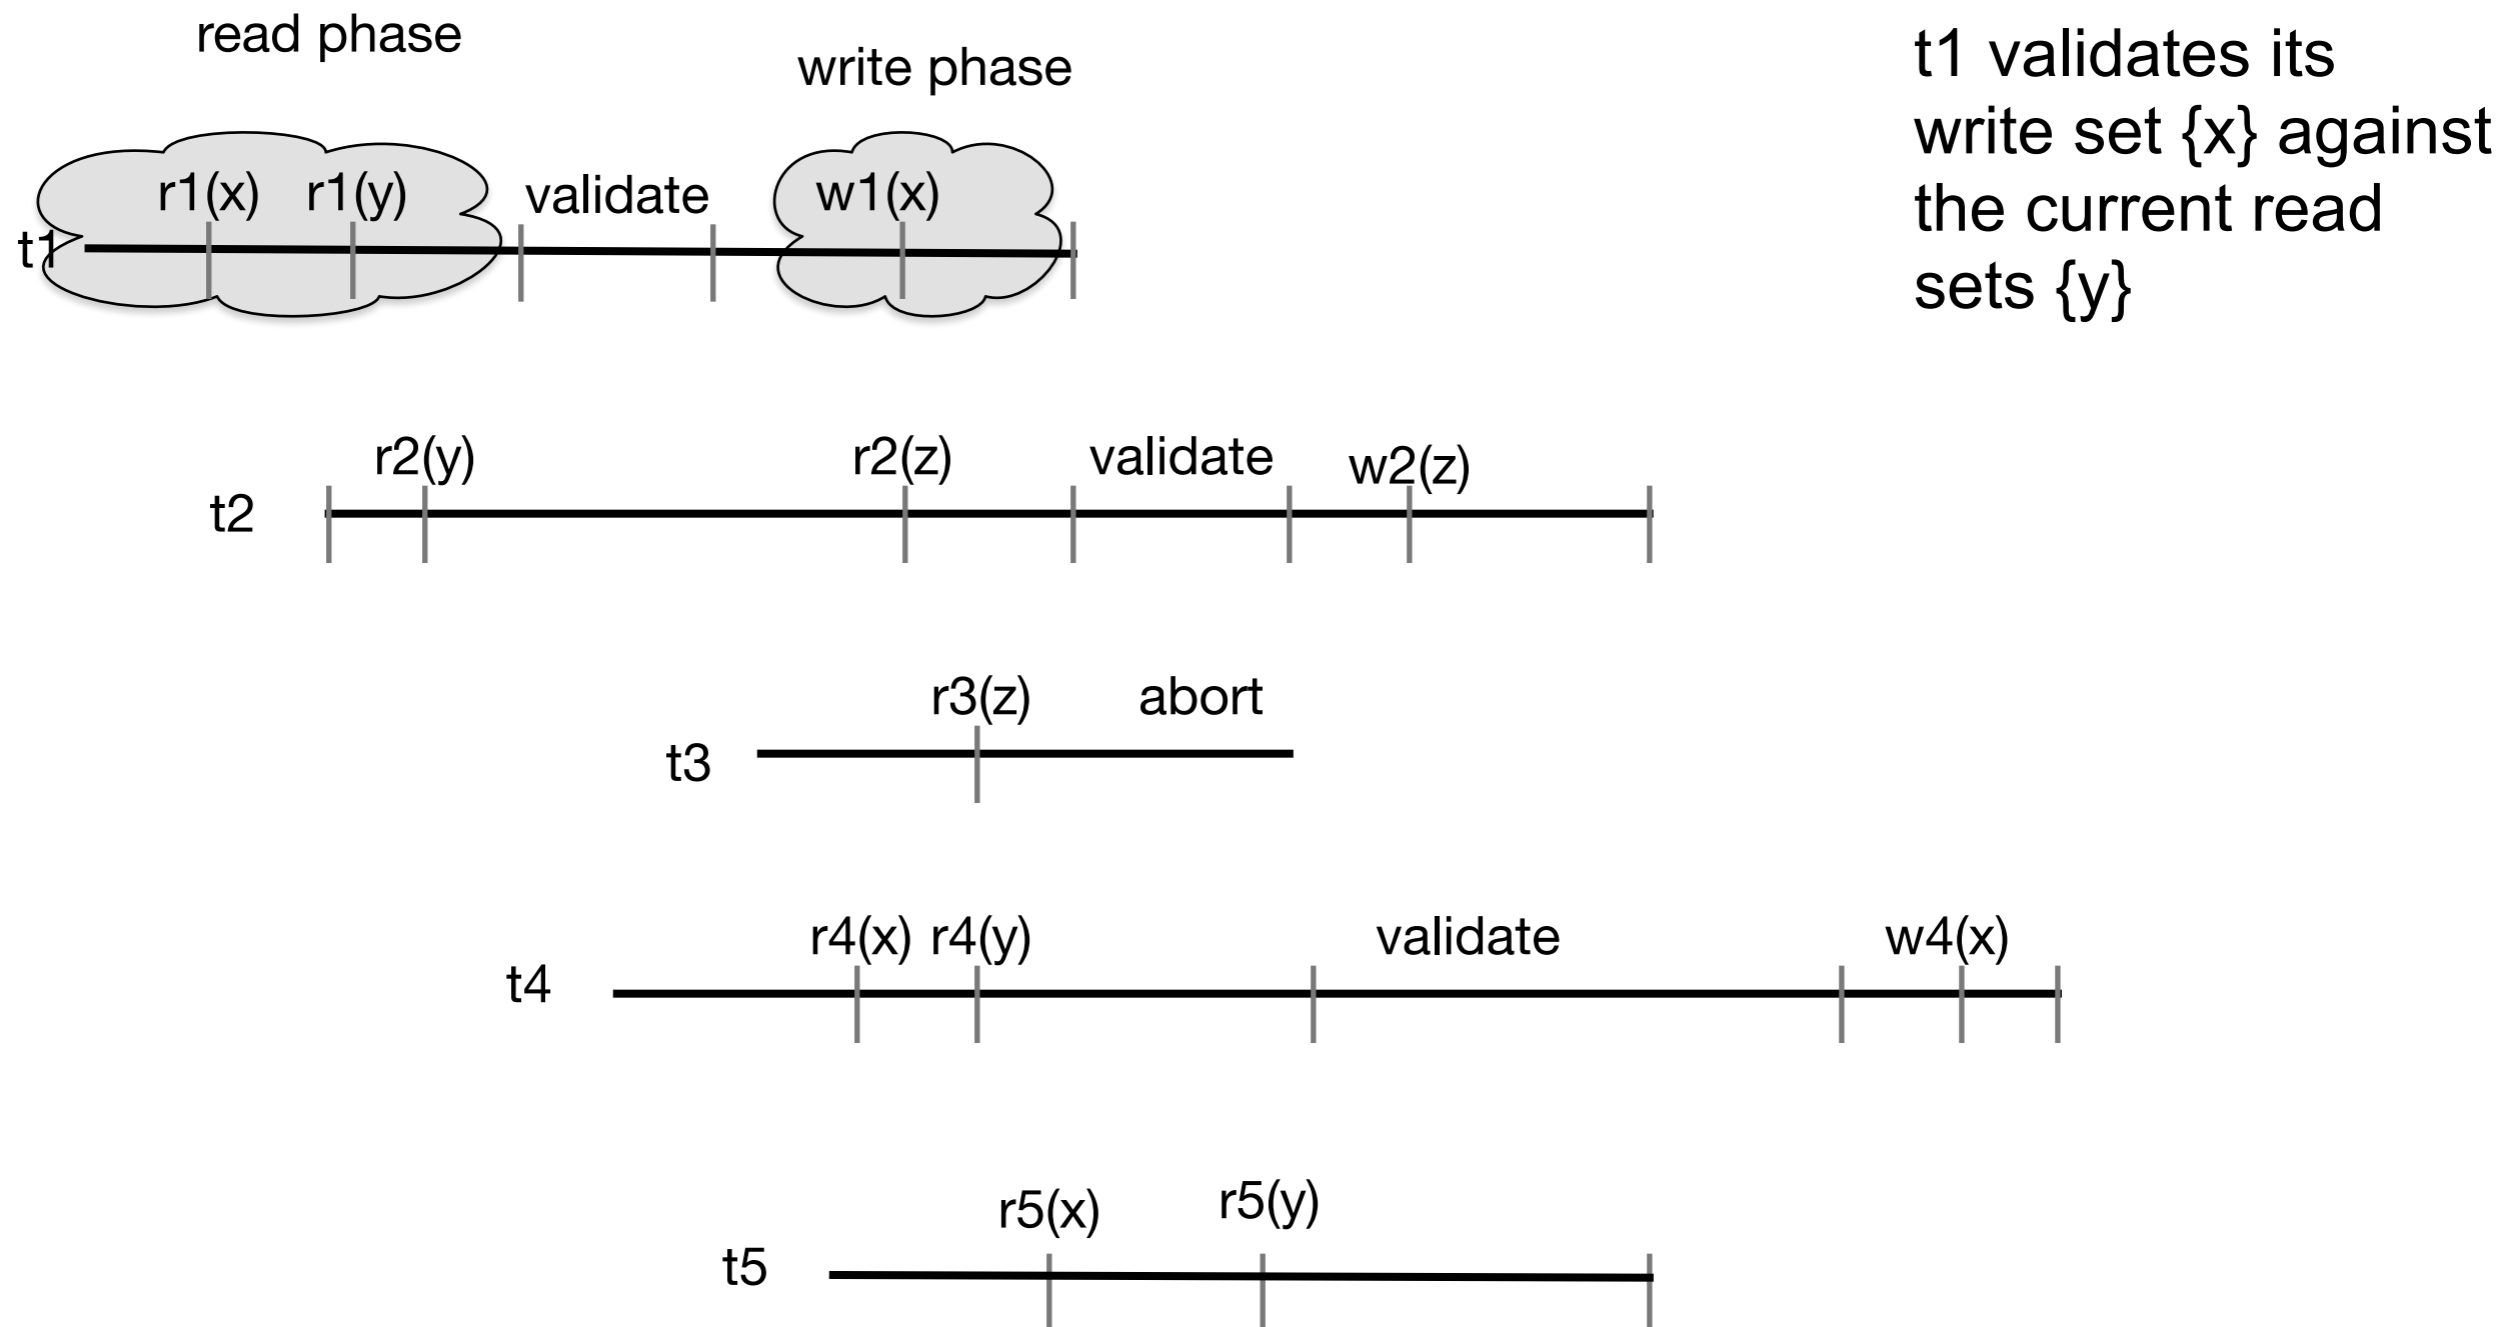 read phase
write phase
t1 validates its
write set {x} against
the current read
sets {y}
r1(x) r1(y) validate w1(x)
t1
r2(y) r2(z) validate w2(z)
t2
r3(z) abort
t3
r4(x) r4(y) validate w4(x)
t4
r5(x) r5(y)
t5